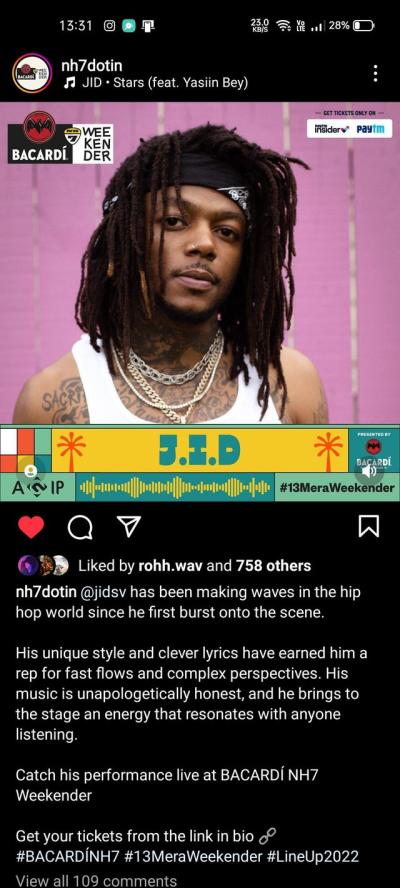 13:31
23.0
KB/S
Vo
LTE
28%
nh7dotin
JID • Stars (feat. Yasiin Bey)
BACARDÍ
WEE
KEN
DER
GET TICKETS ONLY ON
insider
paytm
SACR
J.I.D
PRESENTED BY
BACARDÍ
IP
#13MeraWeekender
Liked by rohh.wav and 758 others
nh7dotin @jidsv has been making waves in the hip
hop world since he first burst onto the scene.
His unique style and clever lyrics have earned him a
rep for fast flows and complex perspectives. His
music is unapologetically honest, and he brings to
the stage an energy that resonates with anyone
listening.
Catch his performance live at BACARDÍ NH7
Weekender
Get your tickets from the link in bio 🔗
#BACARDÍNH7 #13MeraWeekender #LineUp2022
View all 109 comments